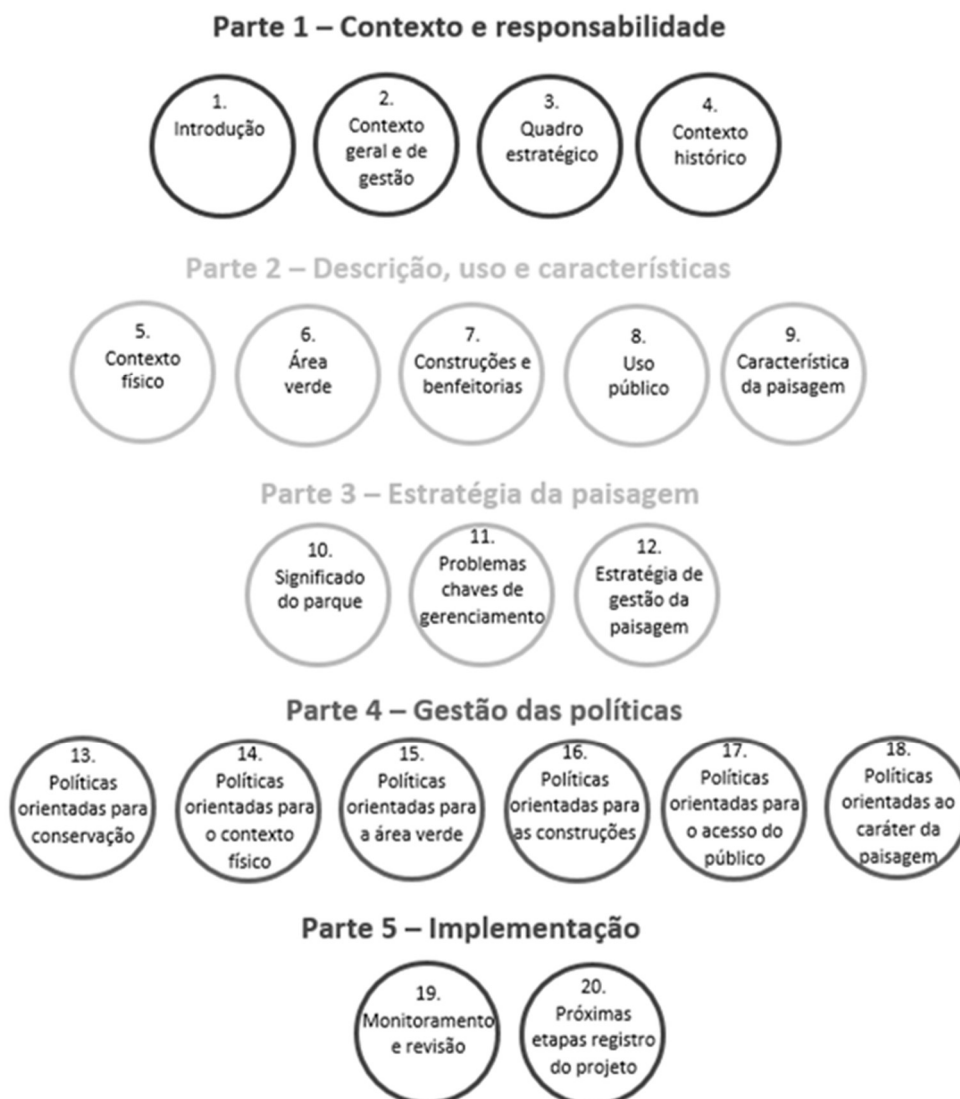 Parte 1 – Contexto e responsabilidade
1.
Introdução
2.
Contexto
geral e de
gestão
3.
Quadro
estratégico
4.
Contexto
histórico
Parte 2 – Descrição, uso e características
5.
Contexto
físico
6.
Área
verde
7.
Construções e
benfeitorias
8.
Uso
público
9.
Característica
da paisagem
Parte 3 – Estratégia da paisagem
10.
Significado
do parque
11.
Problemas
chaves de
gerenciamento
12.
Estratégia de
gestão da
paisagem
Parte 4 – Gestão das políticas
13.
Políticas
orientadas para
conservação
14.
Políticas
orientadas para
o contexto
físico
15.
Políticas
orientadas para
a área verde
16.
Políticas
orientadas para
as construções
17.
Políticas
orientadas para
o acesso do
público
18.
Políticas
orientadas ao
caráter da
paisagem
Parte 5 – Implementação
19.
Monitoramento
e revisão
20.
Próximas
etapas registro
do projeto